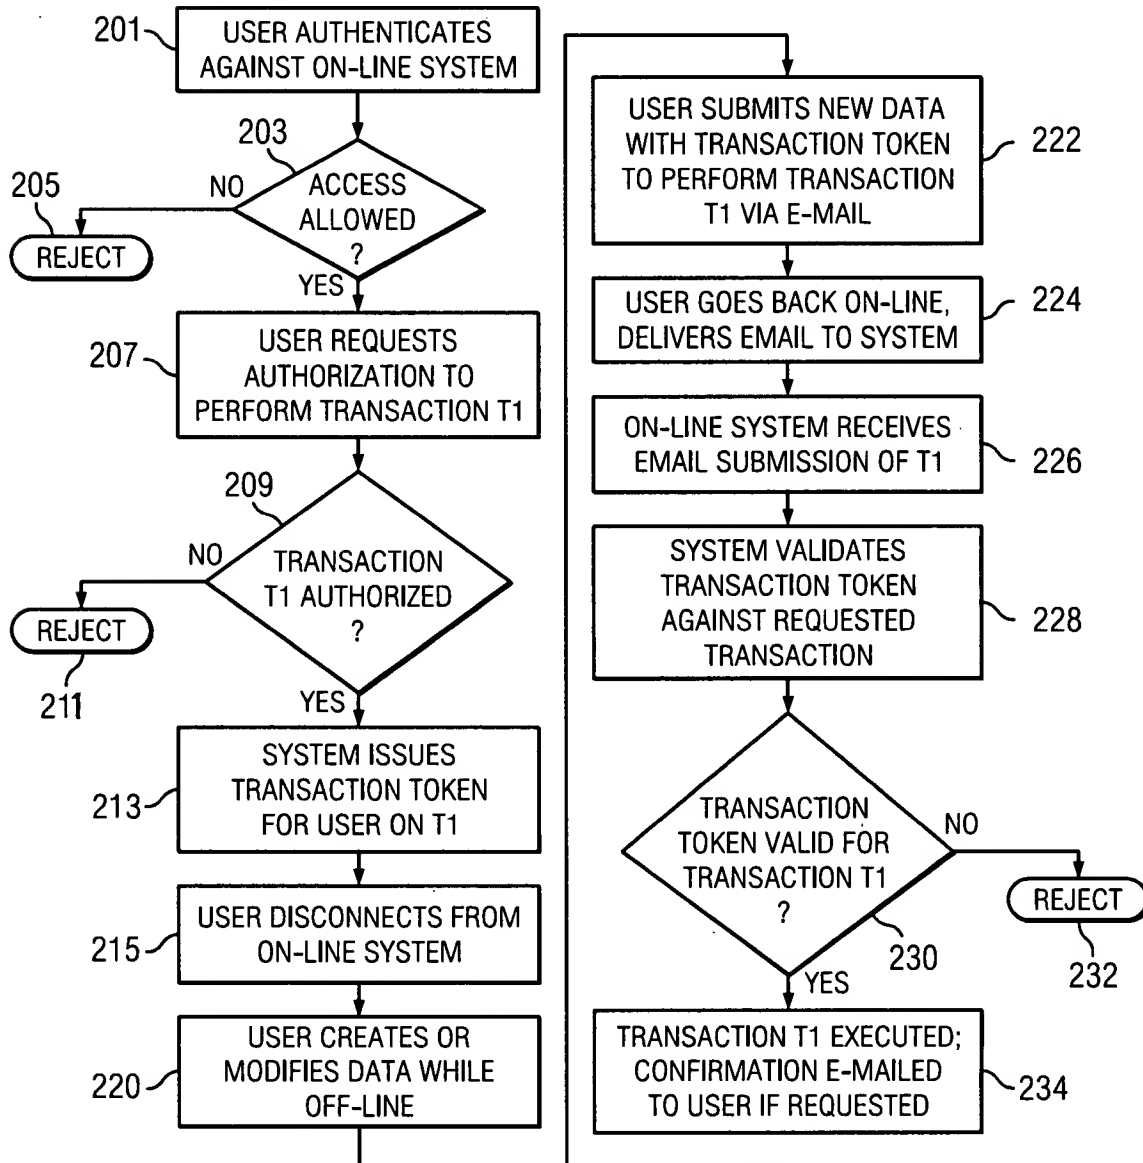 201
USER AUTHENTICATES
AGAINST ON-LINE SYSTEM
203
NO
ACCESS
ALLOWED
?
205
REJECT
YES
207
USER REQUESTS
AUTHORIZATION TO
PERFORM TRANSACTION T1
209
NO
TRANSACTION
T1 AUTHORIZED
?
REJECT
211
YES
213
SYSTEM ISSUES
TRANSACTION TOKEN
FOR USER ON T1
215
USER DISCONNECTS FROM
ON-LINE SYSTEM
220
USER CREATES OR
MODIFIES DATA WHILE
OFF-LINE
USER SUBMITS NEW DATA
WITH TRANSACTION TOKEN
TO PERFORM TRANSACTION
T1 VIA E-MAIL
222
USER GOES BACK ON-LINE,
DELIVERS EMAIL TO SYSTEM
224
ON-LINE SYSTEM RECEIVES
EMAIL SUBMISSION OF T1
226
SYSTEM VALIDATES
TRANSACTION TOKEN
AGAINST REQUESTED
TRANSACTION
228
TRANSACTION
TOKEN VALID FOR
TRANSACTION T1
?
NO
REJECT
230
232
YES
TRANSACTION T1 EXECUTED;
CONFIRMATION E-MAILED
TO USER IF REQUESTED
234